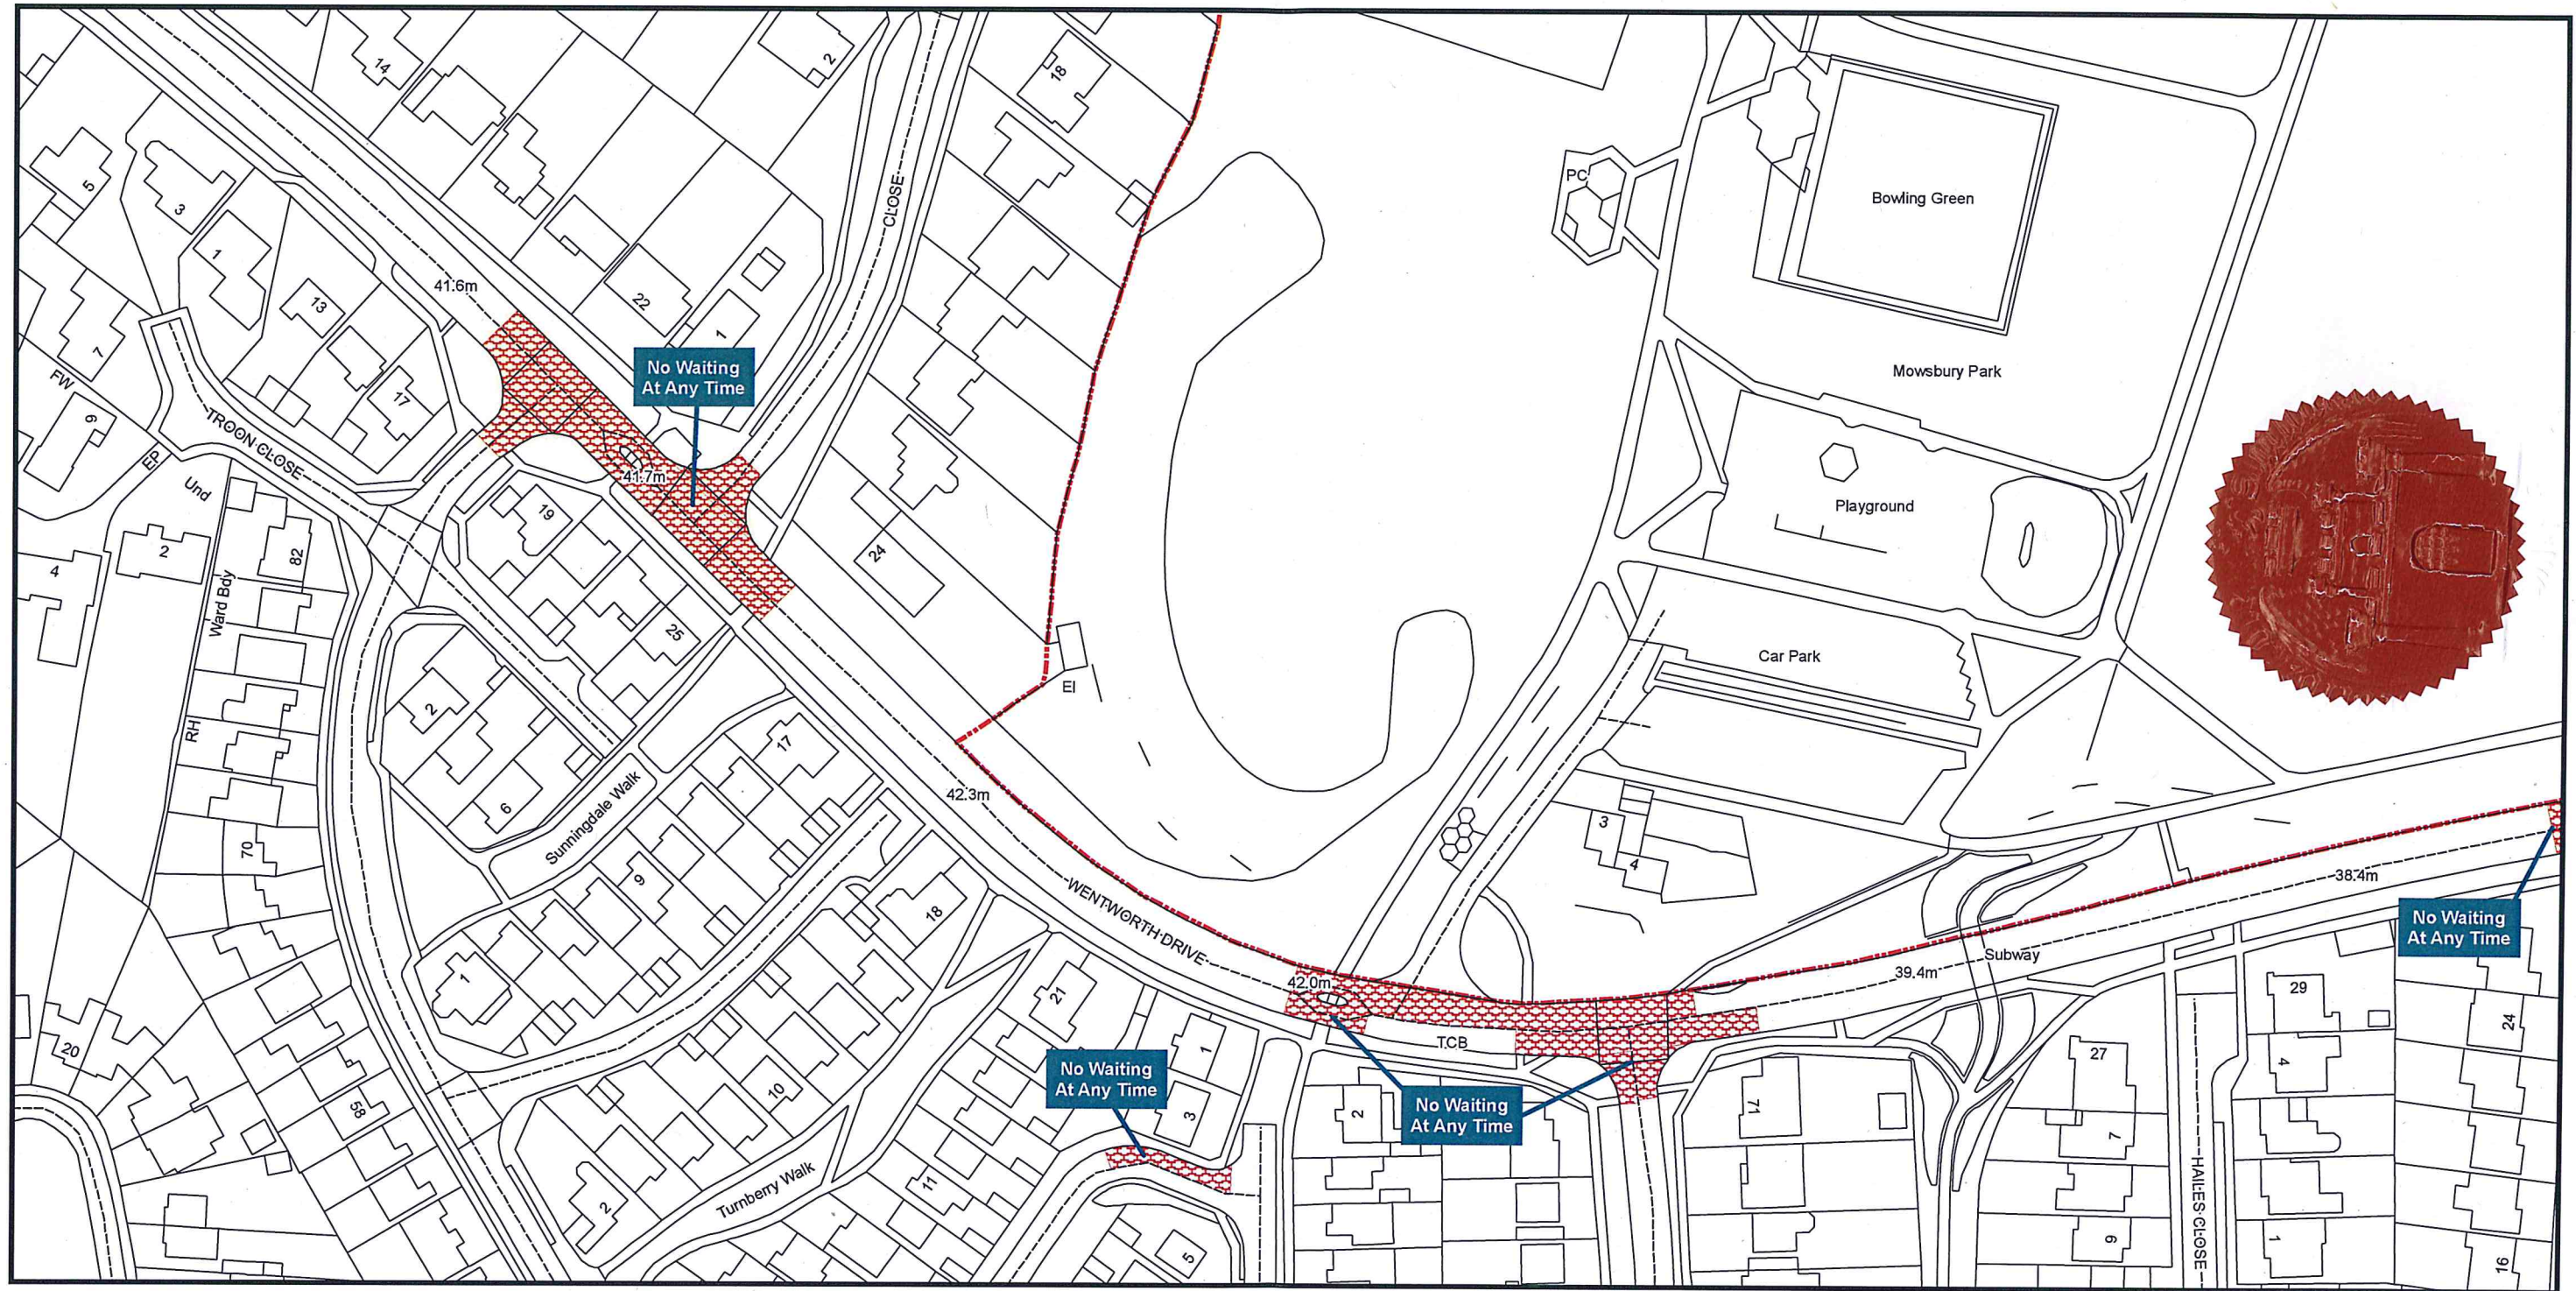 14
2
18
CLOSE
5
3
1
13
41.6m
22
1
PC
Bowling Green
Mowsbury Park
7
FW
9
TROON CLOSE
17
No Waiting
At Any Time
41.7m
EP
Und
19
24
Playground
4
2
82
Ward Bdy
25
Car Park
EI
RH
2
17
6
Sunningdale Walk
42.3m
70
9
18
WENTWORTH DRIVE
3
4
38.4m
No Waiting
At Any Time
Subway
39.4m
42.0m
1
21
29
24
20
58
10
No Waiting
At Any Time
1
3
TCB
2
No Waiting
At Any Time
71
27
4
7
HAILES CLOSE
2
Turnberry Walk
11
5
9
1
16